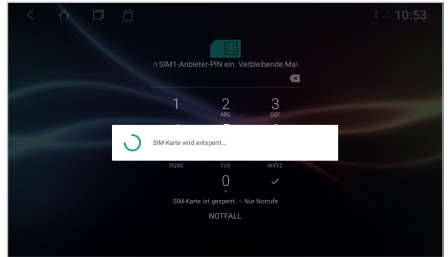 10:53
n SIM1-Anbieter-PIN ein. Verbleibende Mal
1 2 3
ABC DEF
SIM-Karte wird entsperrt...
PQRS TUV WXYZ
0
+
SIM-Karte ist gesperrt. – Nur Notrufe
NOTFALL